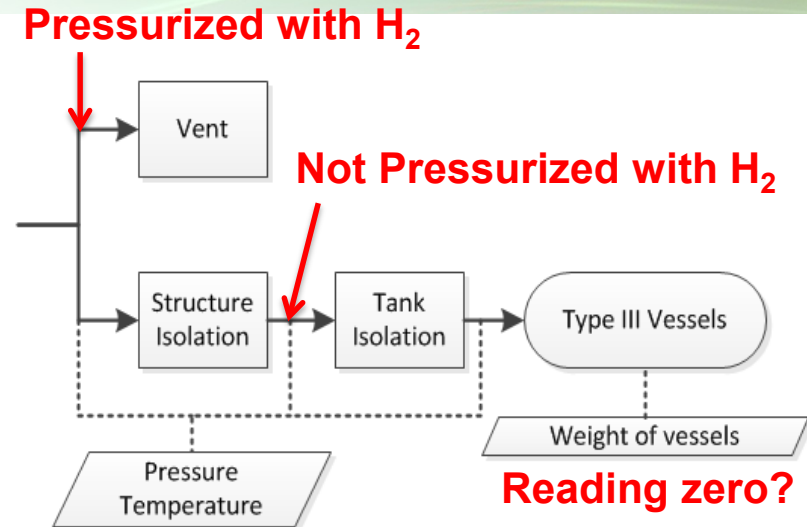 Pressurized with H₂
Vent
Not Pressurized with H₂
Structure
Isolation
Tank
Isolation
Type III Vessels
Weight of vessels
Reading zero?
Pressure
Temperature